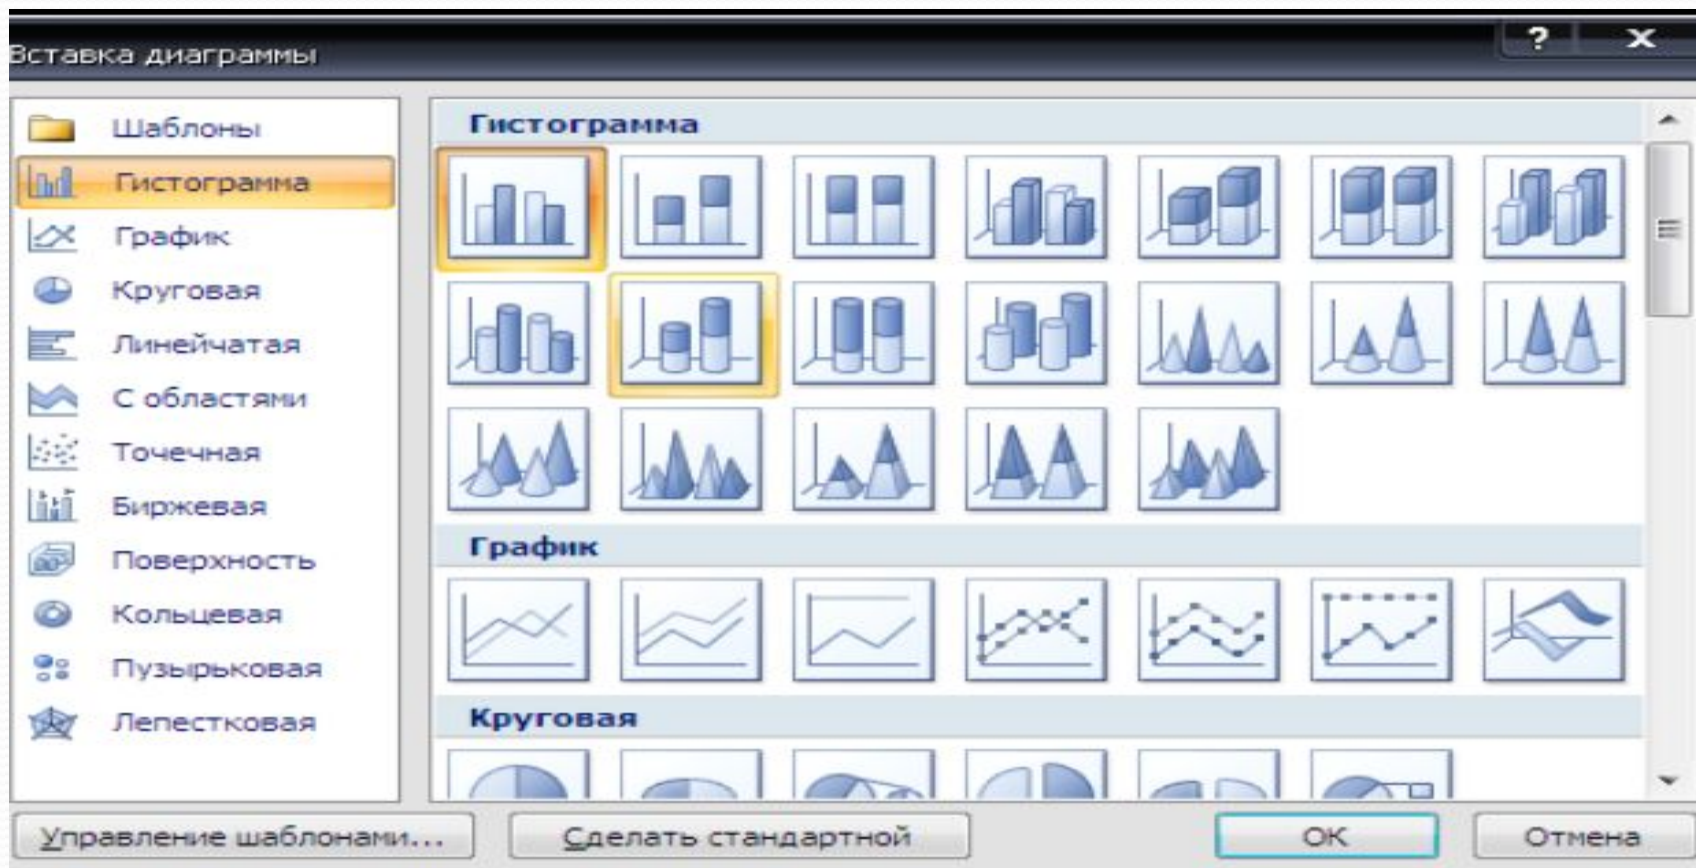 Вставка диаграммы
? X
Шаблоны
Гистограмма
График
Круговая
Линейчатая
С областями
Точечная
Биржевая
Поверхность
Кольцевая
Пузырьковая
Лепестковая
Гистограмма
График
Круговая
Управление шаблонами...
Сделать стандартной
ОК
Отмена